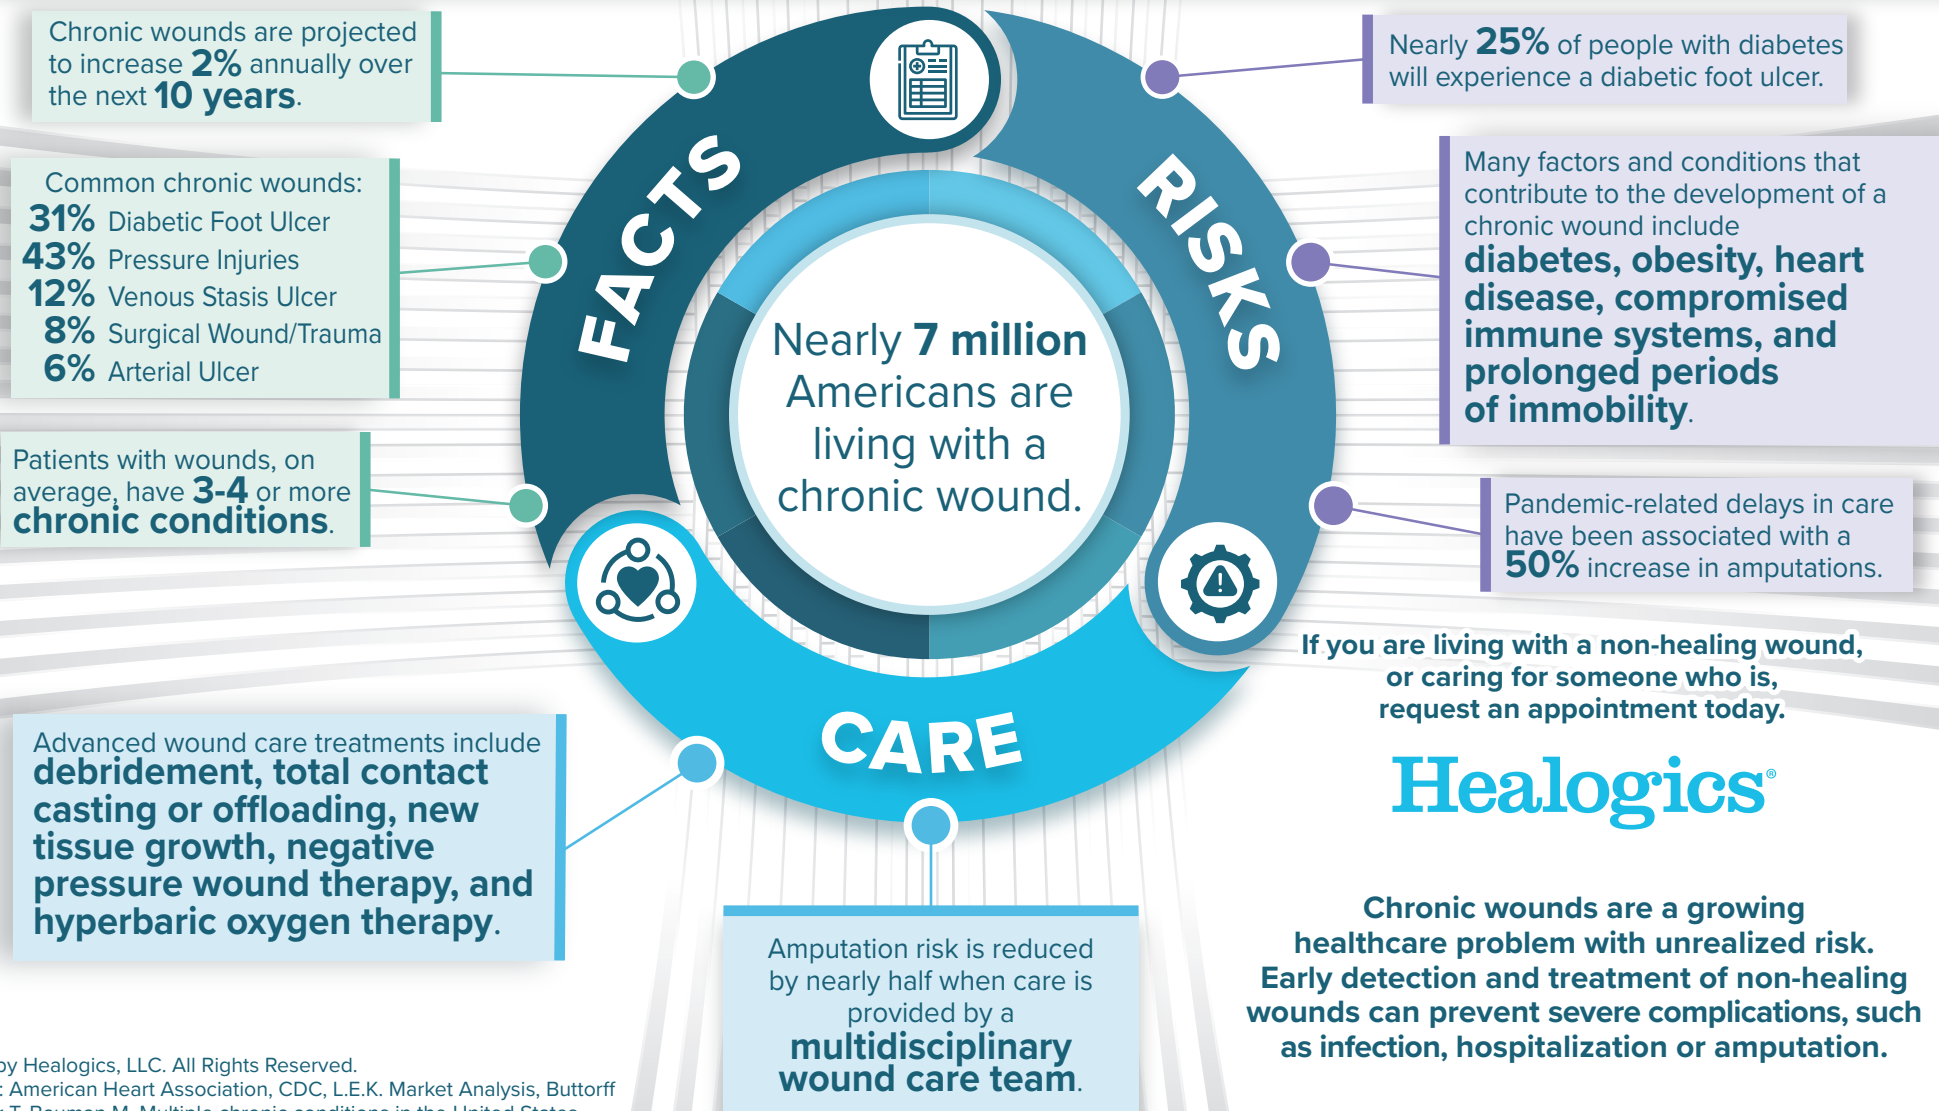 Chronic wounds are projected
to increase 2% annually over
the next 10 years.
Common chronic wounds:
31% Diabetic Foot Ulcer
43% Pressure Injuries
12% Venous Stasis Ulcer
8% Surgical Wound/Trauma
6% Arterial Ulcer
Patients with wounds, on
average, have 3-4 or more
chronic conditions.
FACTS
RISKS
CARE
Nearly 7 million
Americans are
living with a
chronic wound.
Nearly 25% of people with diabetes
will experience a diabetic foot ulcer.
Many factors and conditions that
contribute to the development of a
chronic wound include
diabetes, obesity, heart
disease, compromised
immune systems, and
prolonged periods
of immobility.
Pandemic-related delays in care
have been associated with a
50% increase in amputations.
If you are living with a non-healing wound,
or caring for someone who is,
request an appointment today.
Healogics®
Chronic wounds are a growing
healthcare problem with unrealized risk.
Early detection and treatment of non-healing
wounds can prevent severe complications, such
as infection, hospitalization or amputation.
Advanced wound care treatments include
debridement, total contact
casting or offloading, new
tissue growth, negative
pressure wound therapy, and
hyperbaric oxygen therapy.
Amputation risk is reduced
by nearly half when care is
provided by a
multidisciplinary
wound care team.
by Healogics, LLC. All Rights Reserved.
: American Heart Association, CDC, L.E.K. Market Analysis, Buttorff
T, Bauman M. Multiple chronic conditions in the United States